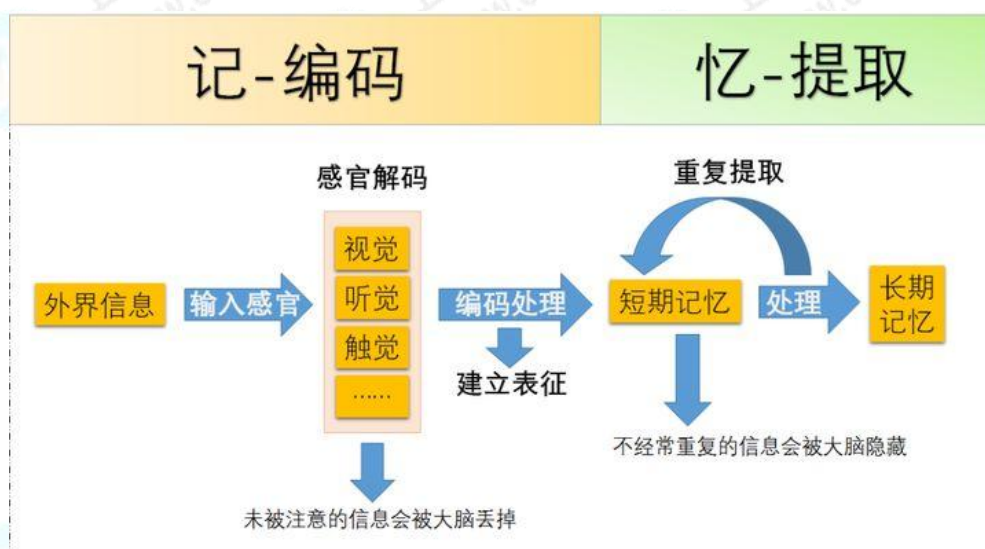 记-编码
忆-提取
感官解码
重复提取
外界信息
输入感官
视觉
听觉
触觉
......
编码处理
建立表征
短期记忆
处理
长期
记忆
不经常重复的信息会被大脑隐藏
未被注意的信息会被大脑丢掉